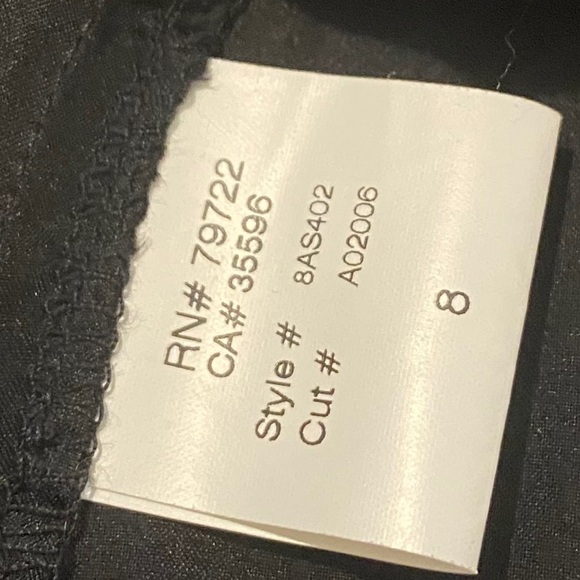 RN# 79722
CA# 35596
Style # 8AS402
Cut # A02006
8